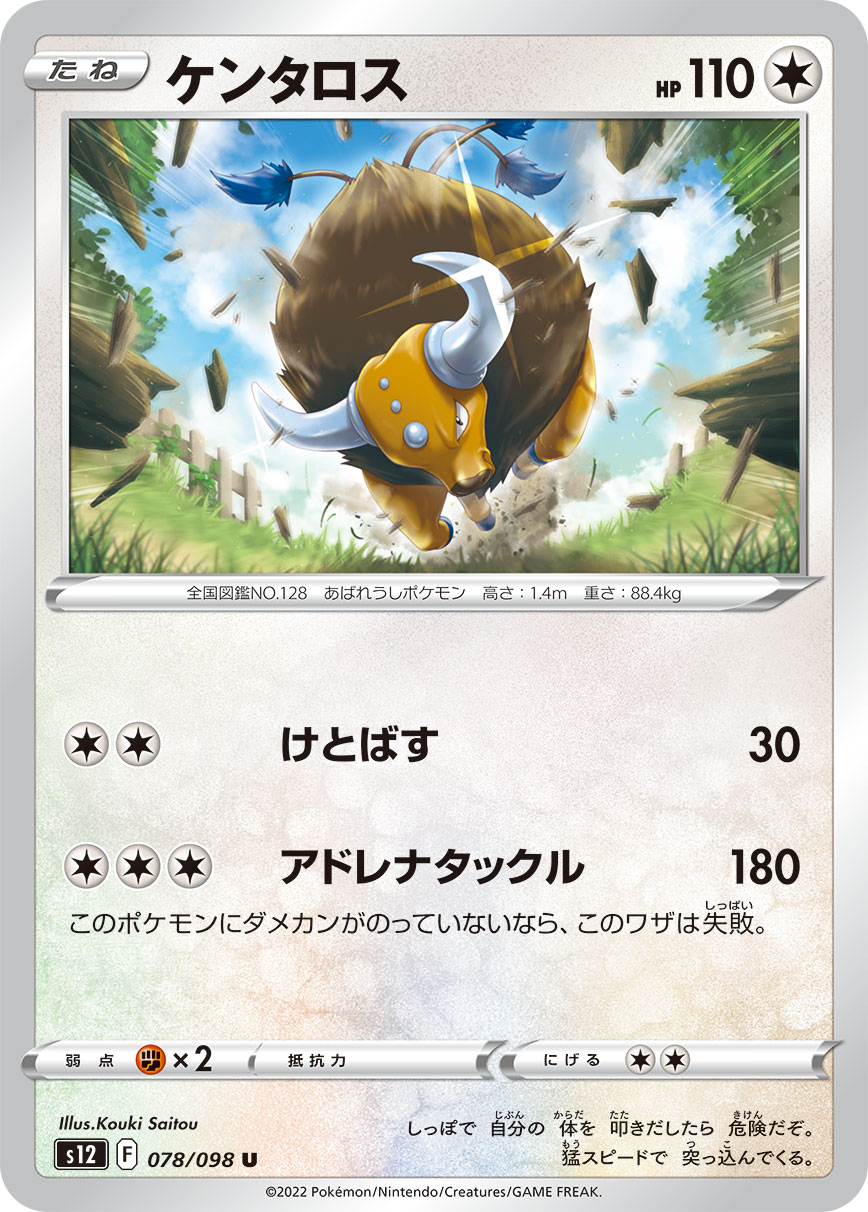 たね ケンタロス HP 110
全国図鑑NO.128 あばれうしポケモン 高さ：1.4m 重さ：88.4kg
けとばす 30
アドレナタックル 180
しっぱい
このポケモンにダメカンがのっていないなら、このワザは失敗。
弱点 ×2 抵抗力 にげる
Illus.Kouki Saitou
じぶん からだ たた きけん
しっぽで 自分の 体を 叩きだしたら 危険だぞ。
もう つ こ
猛スピードで 突っ込んでくる。
s12 F 078/098 U
©2022 Pokémon/Nintendo/Creatures/GAME FREAK.